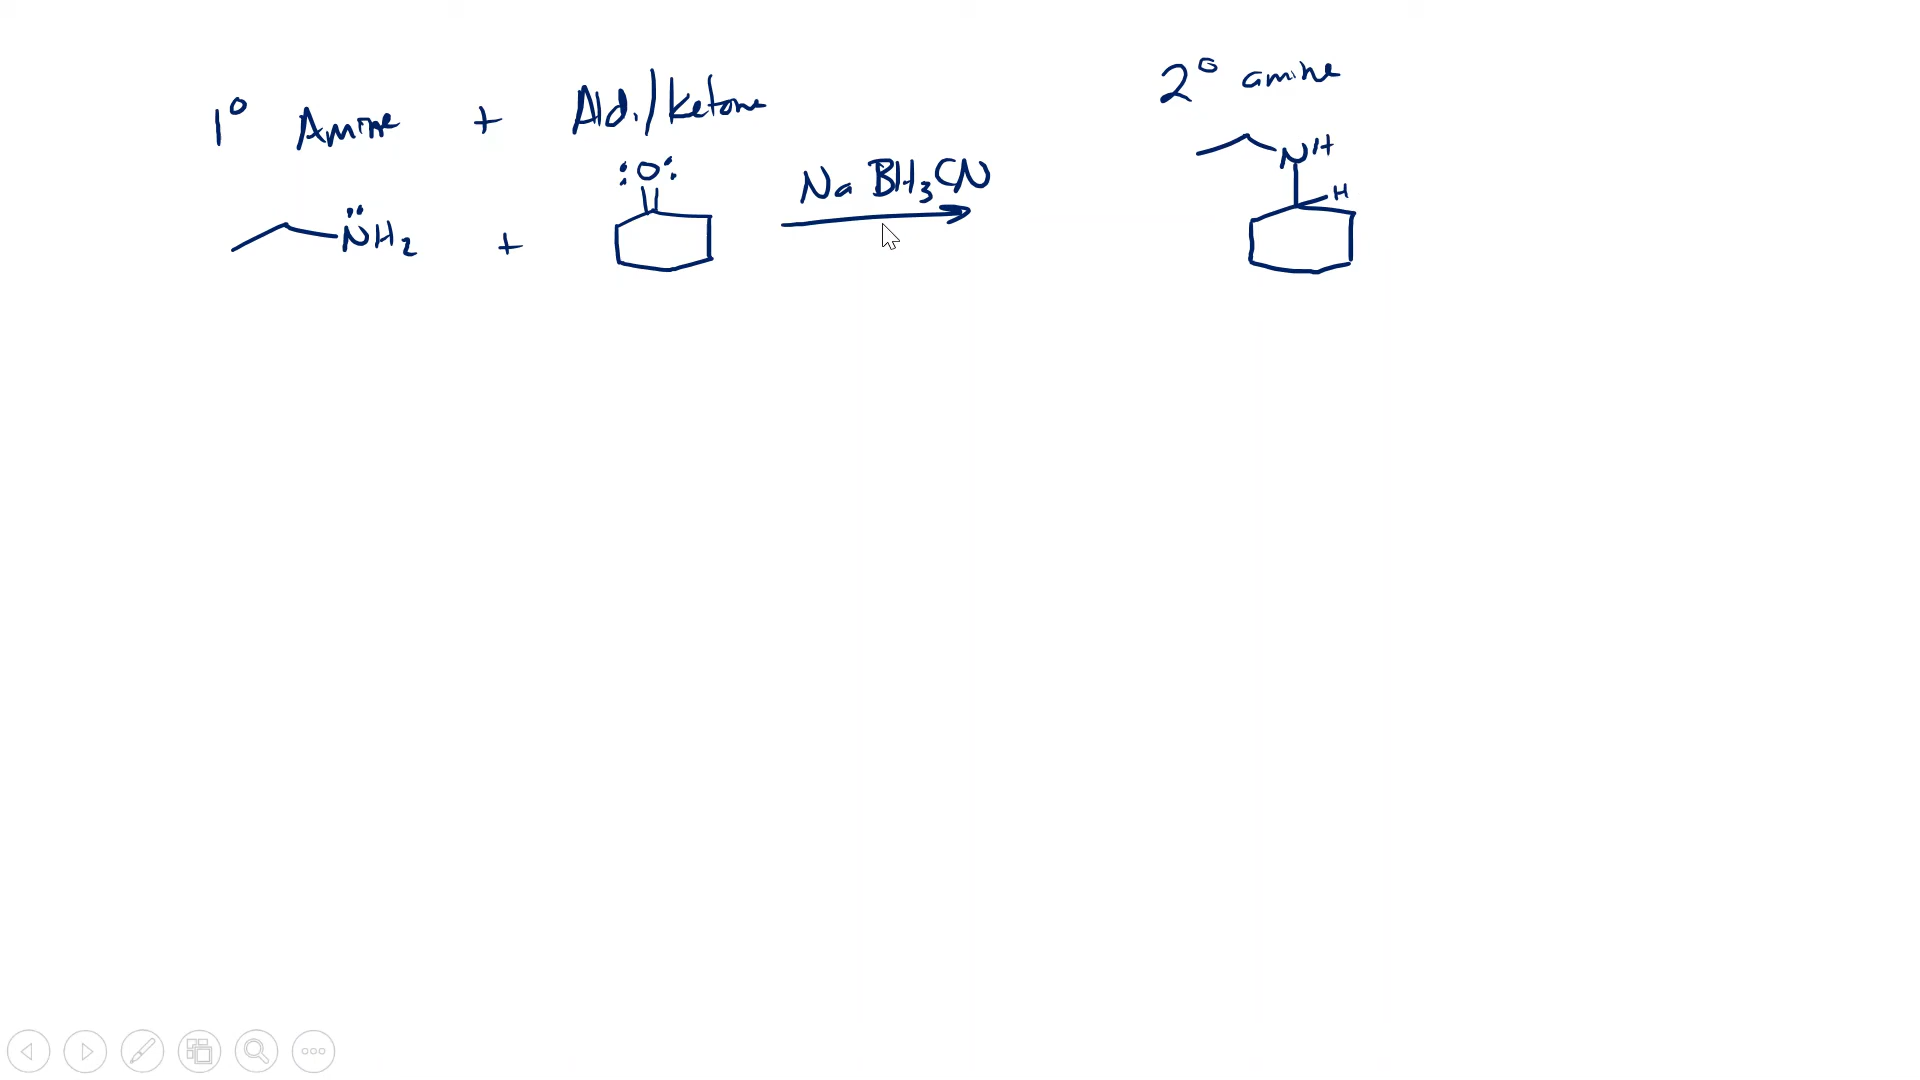 1° Amine + Ald./Ketone
2° amine
NH
:O:
NaBH₃CN
H
NH₂ +